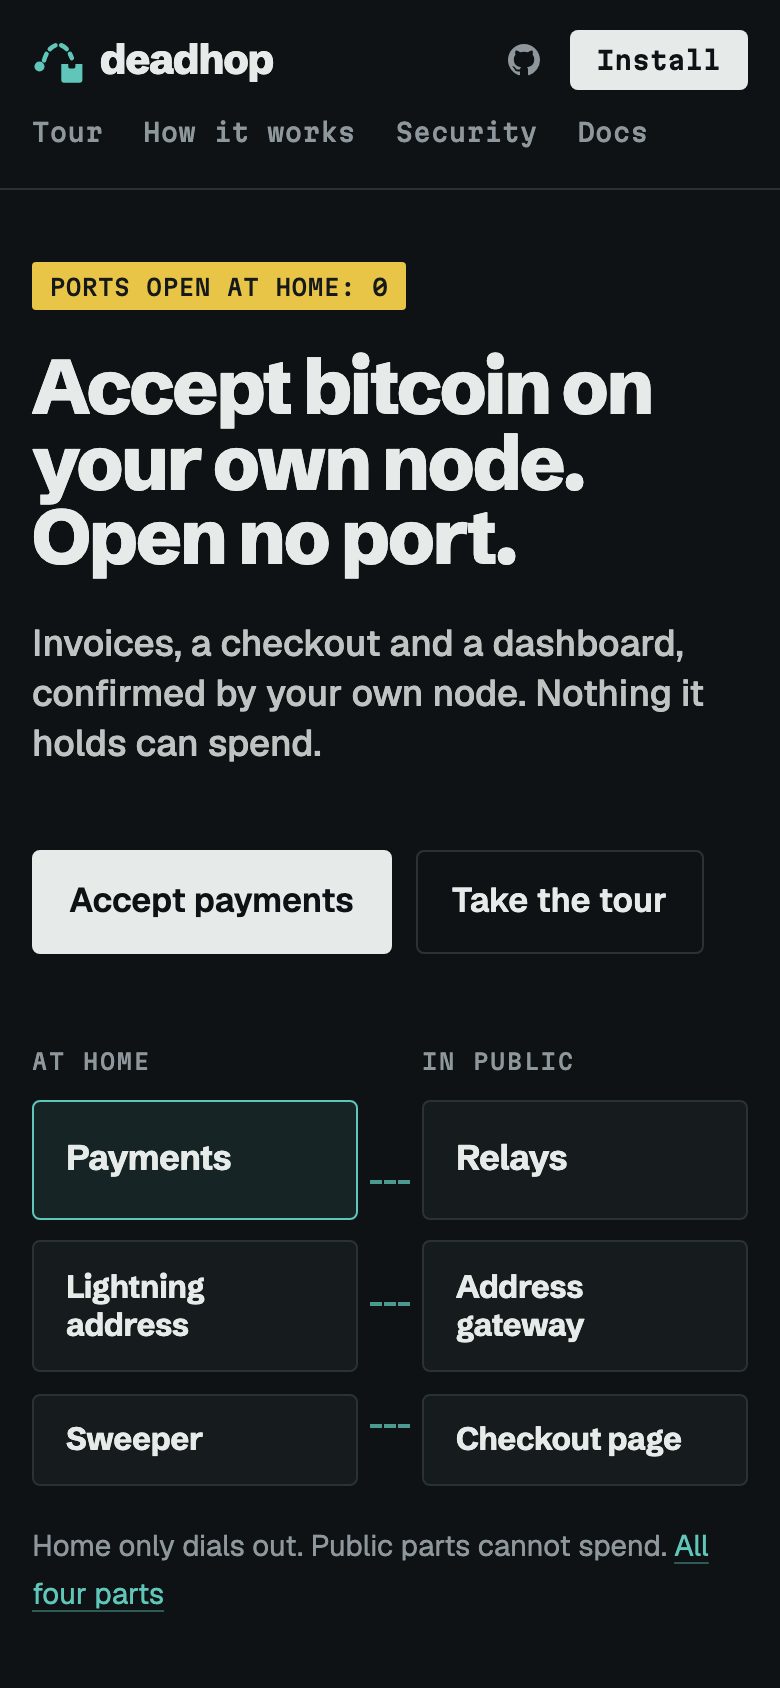 deadhop
Install
Tour How it works Security Docs
PORTS OPEN AT HOME: 0
Accept bitcoin on
your own node.
Open no port.
Invoices, a checkout and a dashboard,
confirmed by your own node. Nothing it
holds can spend.
Accept payments
Take the tour
AT HOME
IN PUBLIC
Payments
Relays
Lightning
address
Address
gateway
Sweeper
Checkout page
Home only dials out. Public parts cannot spend. All
four parts